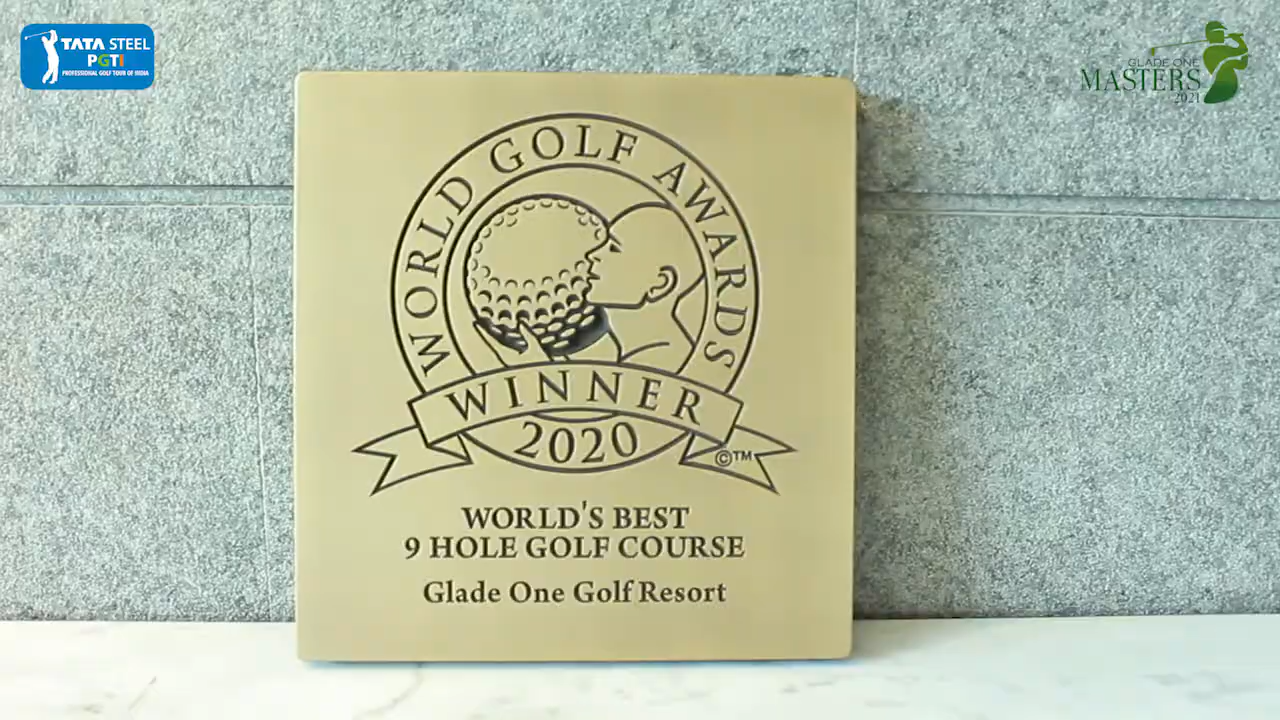 TATA STEEL
PGTI
PROFESSIONAL GOLF TOUR OF INDIA
GLADE ONE
MASTERS
2021
WORLD GOLF AWARDS
WINNER
2020
©™
WORLD'S BEST
9 HOLE GOLF COURSE
Glade One Golf Resort